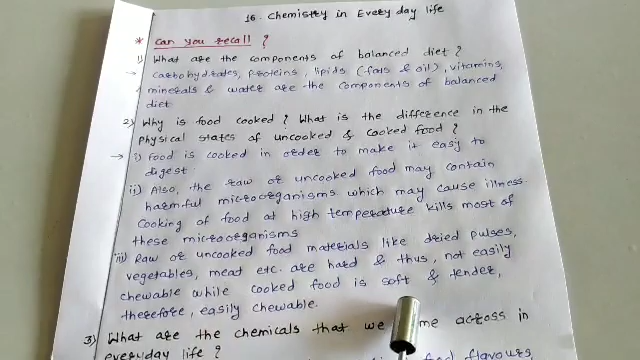 16. Chemistry in Every day life
* Can you recall ?
1) What are the components of balanced diet ?
→ Carbohydrates, Proteins, lipids (fats & oil), vitamins,
minerals & water are the components of balanced
diet
2) Why is food cooked ? What is the difference in the
physical states of uncooked & cooked food ?
→ i) Food is cooked in order to make it easy to
digest.
ii) Also, the raw or uncooked food may contain
harmful microorganisms which may cause illness.
Cooking of food at high temperature kills most of
these microorganisms
iii) Raw or uncooked food materials like dried pulses,
vegetables, meat etc. are hard & thus, not easily
chewable while cooked food is soft & tender,
therefore, easily chewable.
3) What are the chemicals that we come across in
everyday life ?
food flavours